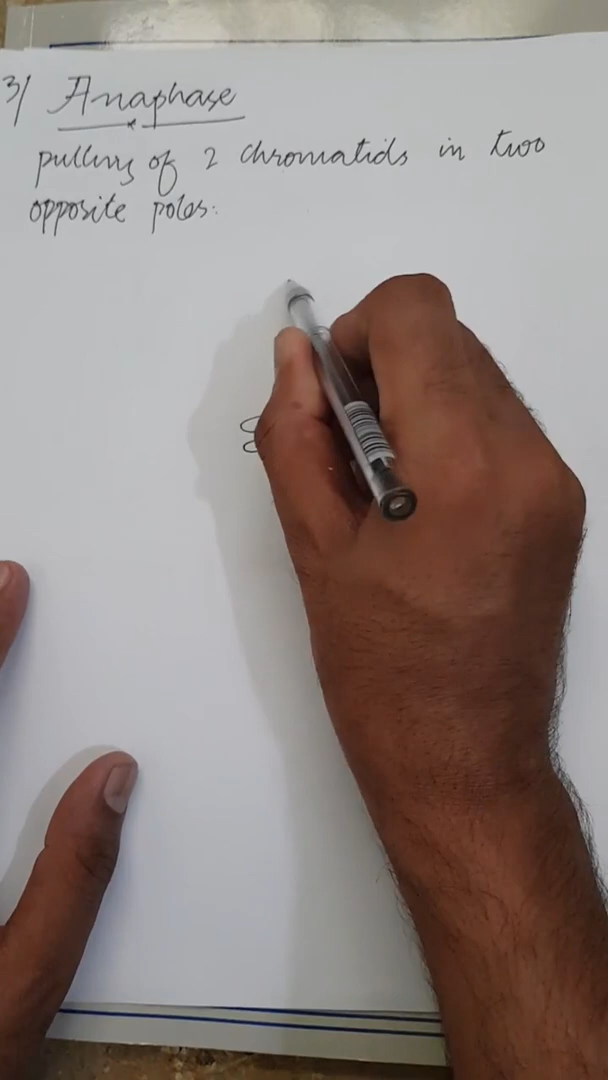 3) Anaphase
pulling of 2 chromatids in two
opposite poles: